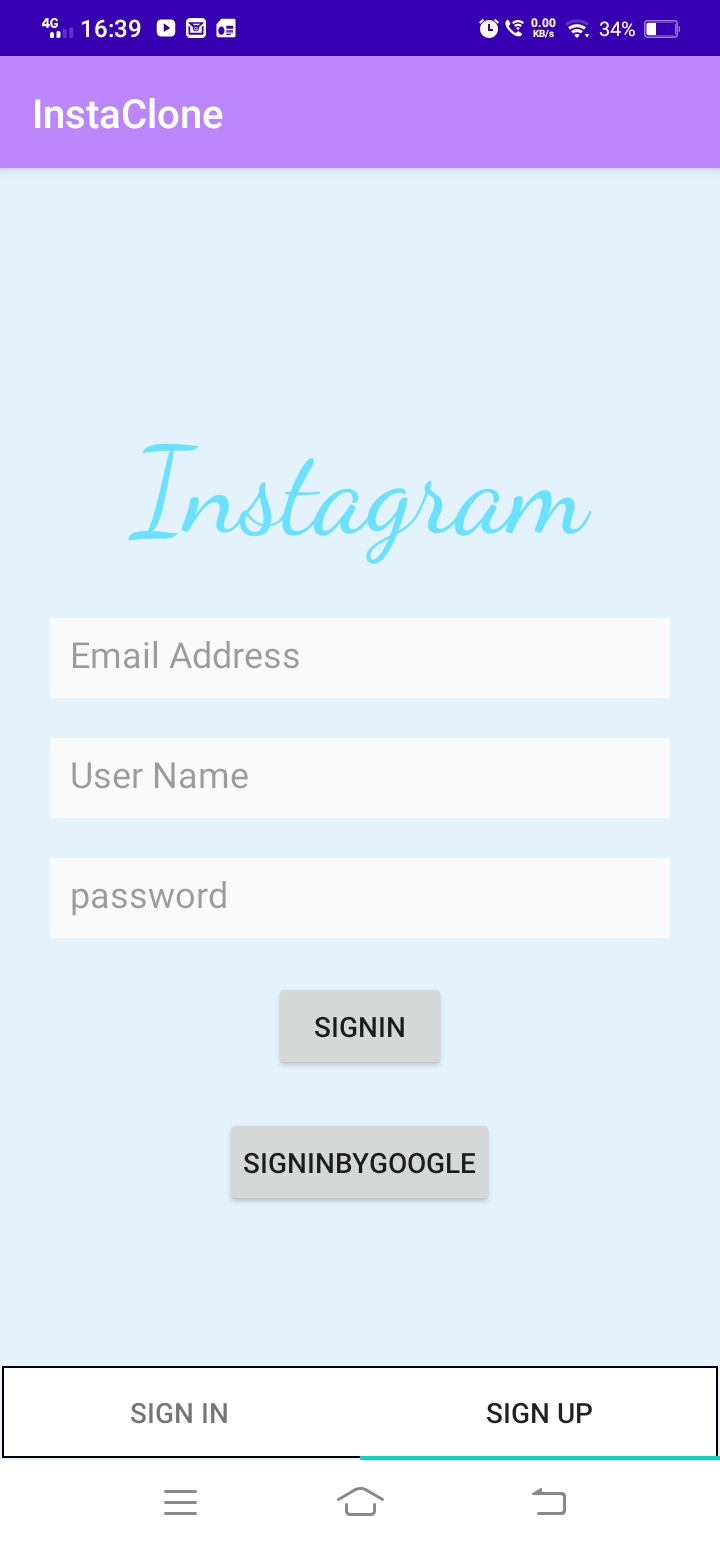 4G 16:39 0.00 KB/s 34%
InstaClone
Instagram
Email Address
User Name
password
SIGNIN
SIGNINBYGOOGLE
SIGN IN SIGN UP